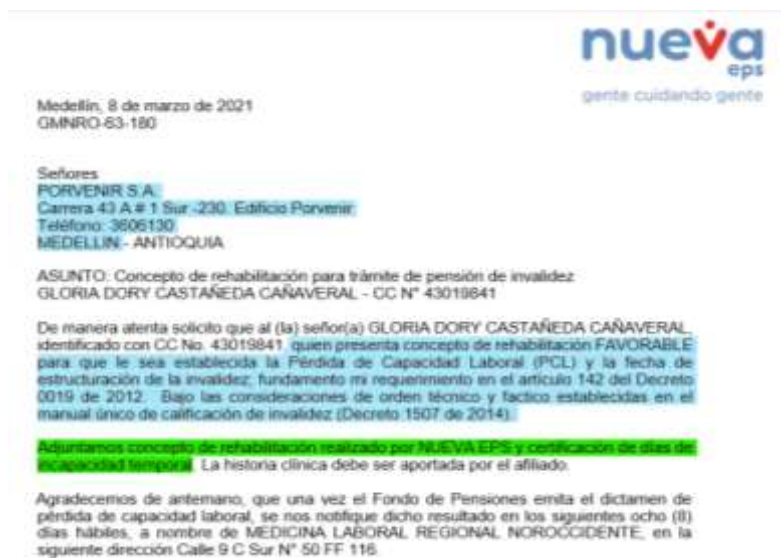 nueva
eps
gente cuidando gente
Medellín, 8 de marzo de 2021
GMNRO-63-180
Señores
PORVENIR S.A.
Carrera 43 A # 1 Sur -230. Edificio Porvenir
Teléfono: 3606130
MEDELLIN - ANTIOQUIA
ASUNTO: Concepto de rehabilitación para trámite de pensión de invalidez
GLORIA DORY CASTAÑEDA CAÑAVERAL - CC N° 43019841
De manera atenta solicito que al (la) señor(a) GLORIA DORY CASTAÑEDA CAÑAVERAL,
identificado con CC No. 43019841, quien presenta concepto de rehabilitación FAVORABLE
para que le sea establecida la Pérdida de Capacidad Laboral (PCL) y la fecha de
estructuración de la invalidez, fundamento mi requerimiento en el artículo 142 del Decreto
0019 de 2012. Bajo las consideraciones de orden técnico y factico establecidas en el
manual único de calificación de invalidez (Decreto 1507 de 2014).
Adjuntamos concepto de rehabilitación realizado por NUEVA EPS y certificación de días de
incapacidad temporal. La historia clínica debe ser aportada por el afiliado.
Agradecemos de antemano, que una vez el Fondo de Pensiones emita el dictamen de
pérdida de capacidad laboral, se nos notifique dicho resultado en los siguientes ocho (8)
días hábiles, a nombre de MEDICINA LABORAL REGIONAL NOROCCIDENTE, en la
siguiente dirección Calle 9 C Sur N° 50 FF 116.